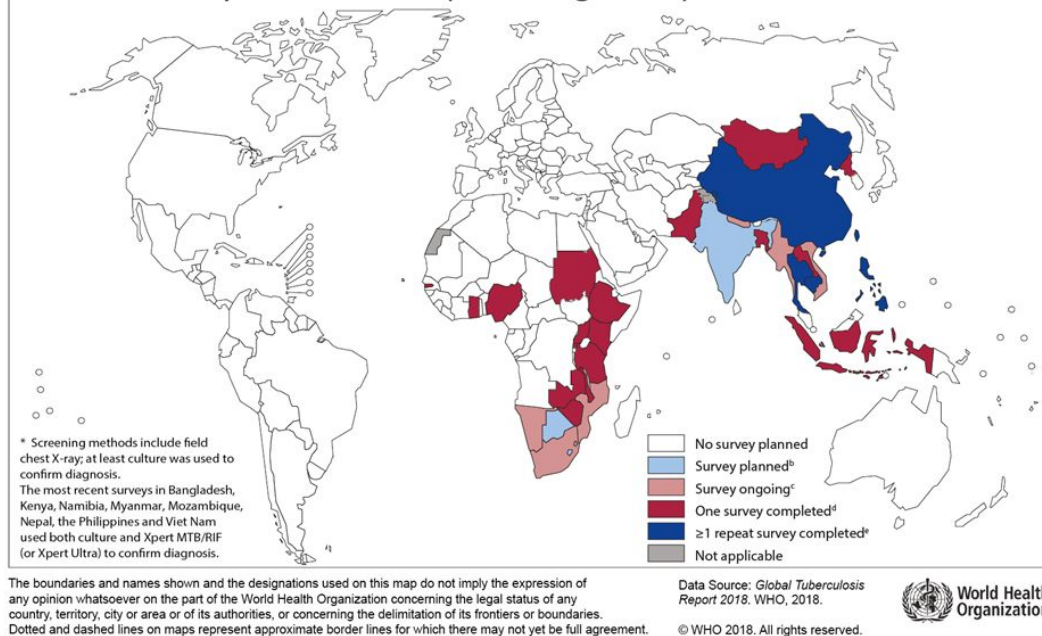 * Screening methods include field
chest X-ray; at least culture was used to
confirm diagnosis.
The most recent surveys in Bangladesh,
Kenya, Namibia, Myanmar, Mozambique,
Nepal, the Philippines and Viet Nam
used both culture and Xpert MTB/RIF
(or Xpert Ultra) to confirm diagnosis.
No survey planned
Survey plannedᵇ
Survey ongoingᶜ
One survey completedᵈ
≥1 repeat survey completedᵉ
Not applicable
The boundaries and names shown and the designations used on this map do not imply the expression of
any opinion whatsoever on the part of the World Health Organization concerning the legal status of any
country, territory, city or area or of its authorities, or concerning the delimitation of its frontiers or boundaries.
Dotted and dashed lines on maps represent approximate border lines for which there may not yet be full agreement.
Data Source: Global Tuberculosis
Report 2018. WHO, 2018.
© WHO 2018. All rights reserved.
World Health
Organization